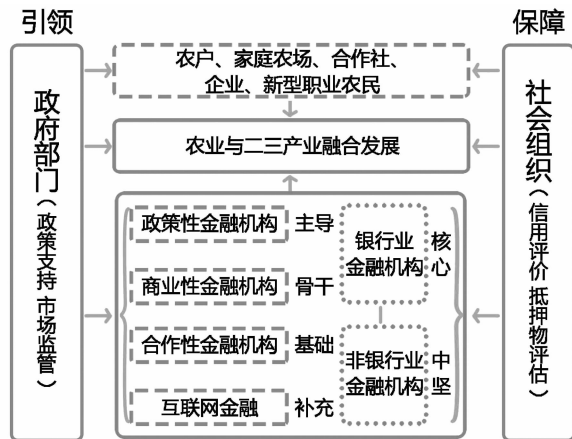 引领
保障
政府部门（政策支持 市场监管）
农户、家庭农场、合作社、
企业、新型职业农民
农业与二三产业融合发展
政策性金融机构 主导
商业性金融机构 骨干
合作性金融机构 基础
互联网金融 补充
银行业
金融机构
核心
非银行业
金融机构
中坚
社会组织（信用评价 抵押物评估）